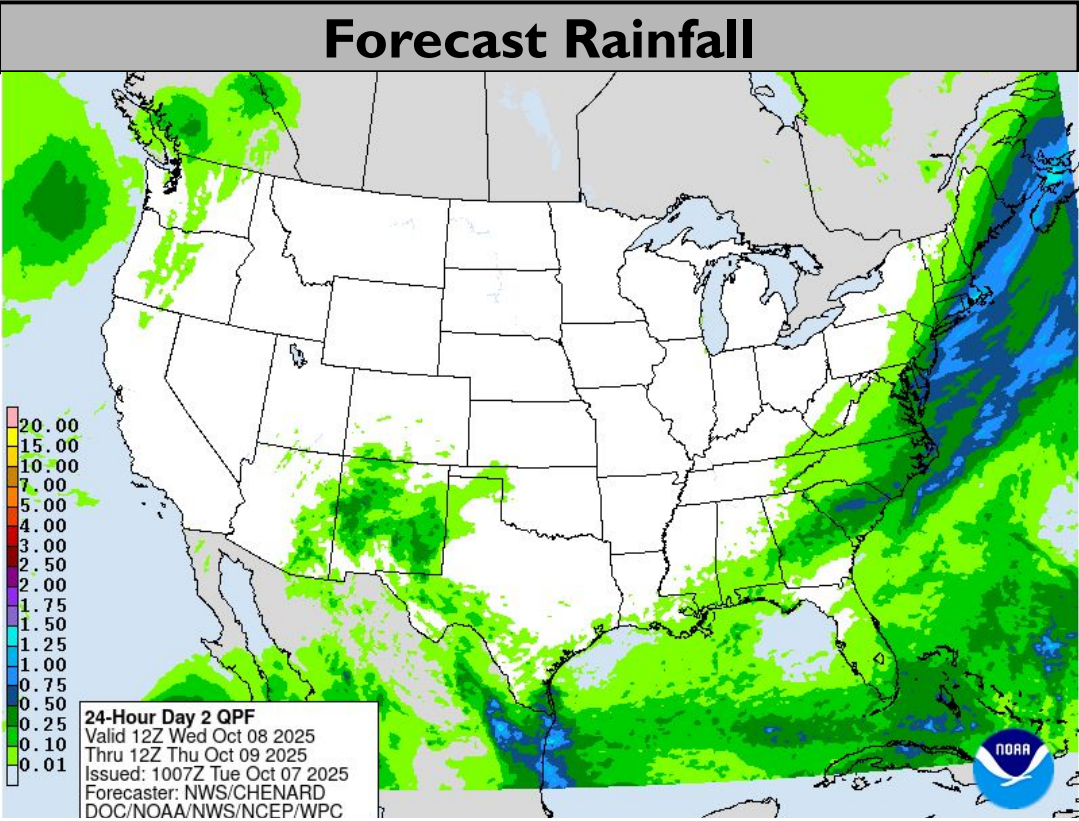 Forecast Rainfall
20.00
15.00
10.00
7.00
5.00
4.00
3.00
2.50
2.00
1.75
1.50
1.25
1.00
0.75
0.50
0.25
0.10
0.01
24-Hour Day 2 QPF
Valid 12Z Wed Oct 08 2025
Thru 12Z Thu Oct 09 2025
Issued: 1007Z Tue Oct 07 2025
Forecaster: NWS/CHENARD
DOC/NOAA/NWS/NCEP/WPC
NOAA